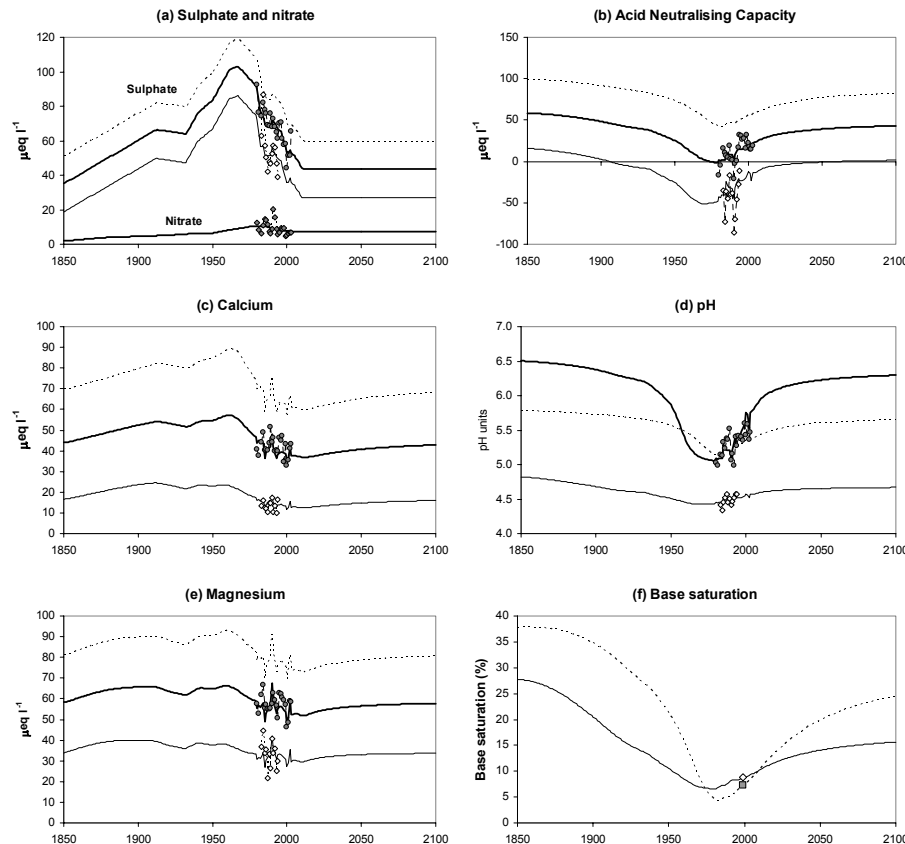 (a) Sulphate and nitrate
120
100
80
60
40
20
0
µeq l⁻¹
Sulphate
Nitrate
1850 1900 1950 2000 2050 2100
(b) Acid Neutralising Capacity
150
100
50
0
-50
-100
µeq l⁻¹
1850 1900 1950 2000 2050 2100
(c) Calcium
100
90
80
70
60
50
40
30
20
10
0
µeq l⁻¹
1850 1900 1950 2000 2050 2100
(d) pH
7.0
6.5
6.0
5.5
5.0
4.5
4.0
pH units
1850 1900 1950 2000 2050 2100
(e) Magnesium
100
90
80
70
60
50
40
30
20
10
0
µeq l⁻¹
1850 1900 1950 2000 2050 2100
(f) Base saturation
40
35
30
25
20
15
10
5
0
Base saturation (%)
1850 1900 1950 2000 2050 2100